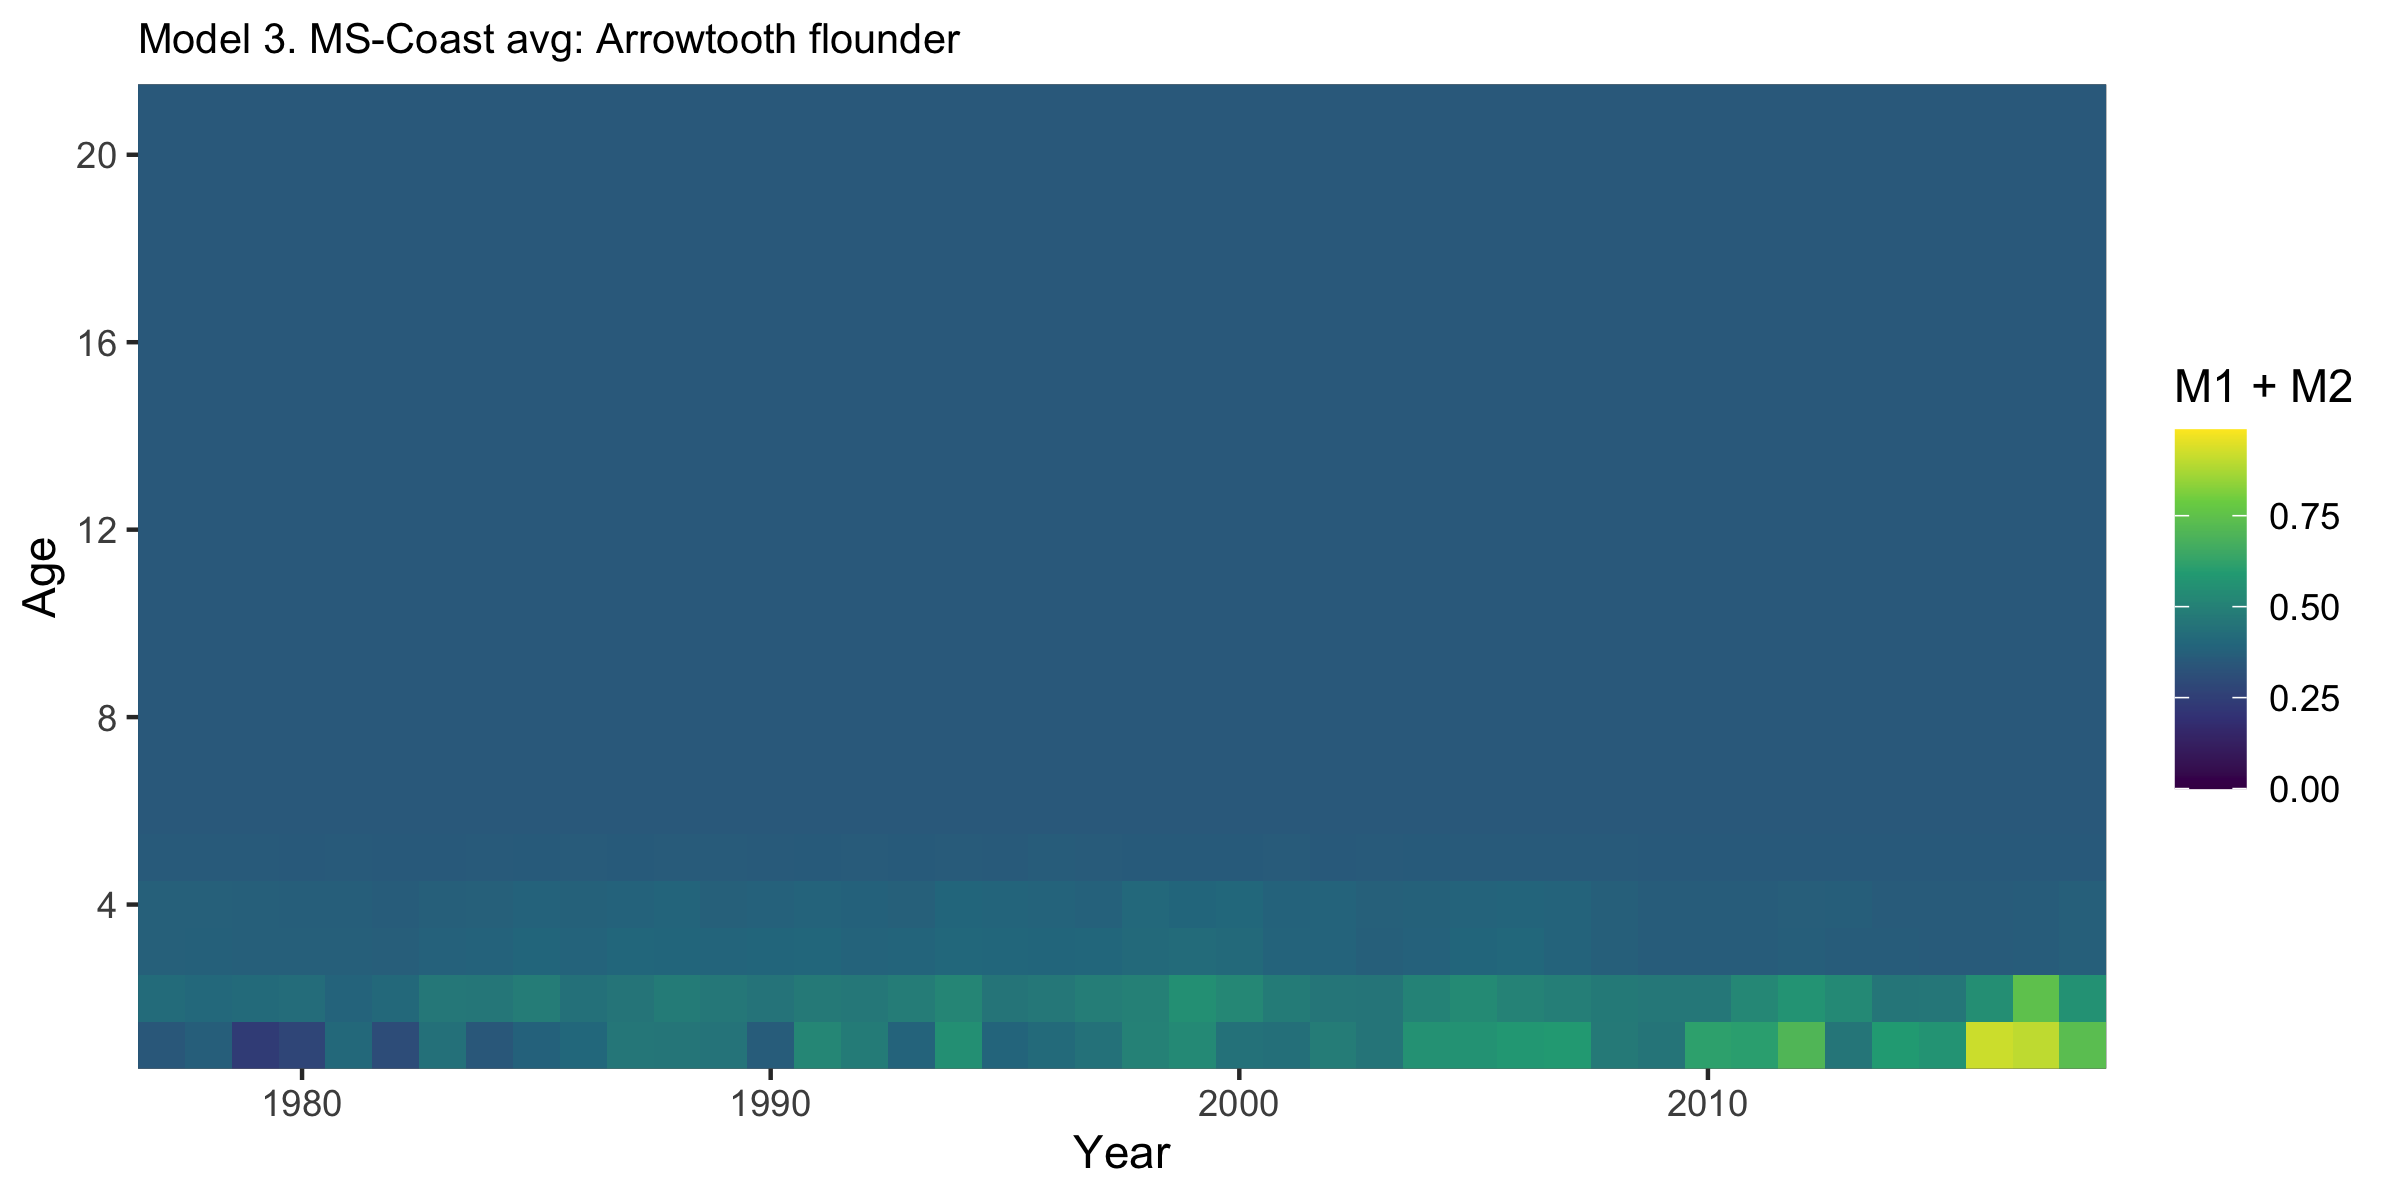 Model 3. MS-Coast avg: Arrowtooth flounder
20
16
12
8
4
Age
1980 1990 2000 2010
Year
M1 + M2
0.75
0.50
0.25
0.00